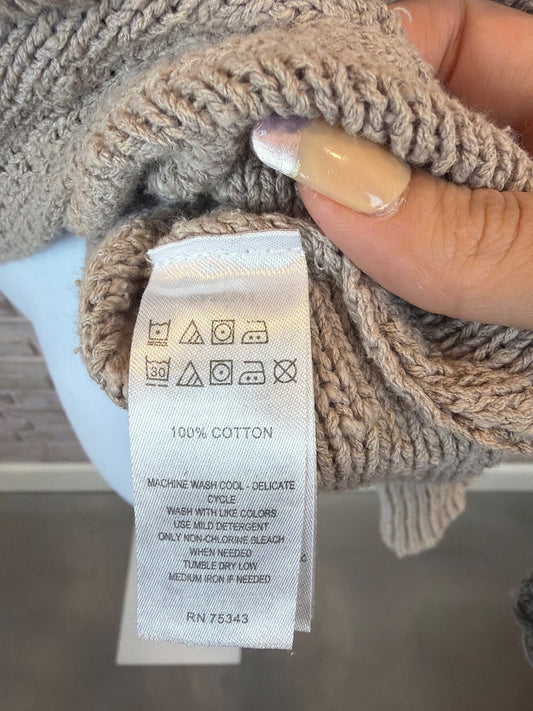 30
100% COTTON
MACHINE WASH COOL - DELICATE
CYCLE
WASH WITH LIKE COLORS
USE MILD DETERGENT
ONLY NON-CHLORINE BLEACH
WHEN NEEDED
TUMBLE DRY LOW
MEDIUM IRON IF NEEDED
RN 75343